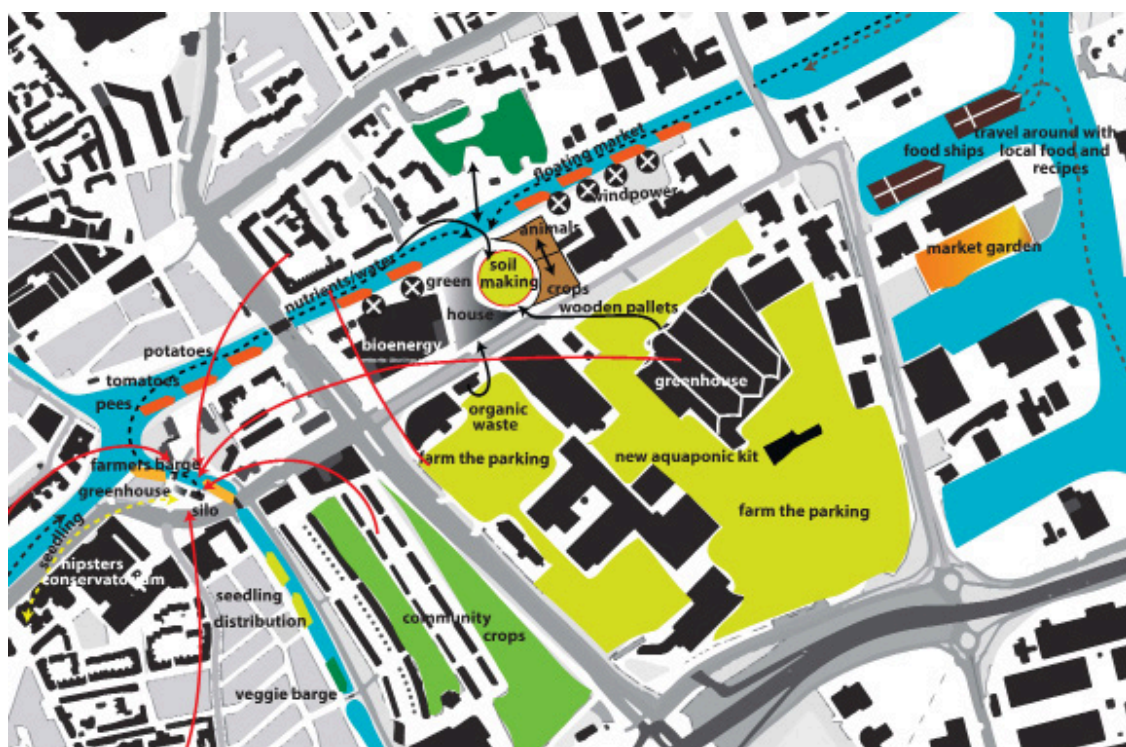 floating market
travel around with
food ships
local food and
recipes
windpower
animals
market garden
soil
making
nutrients/water
green
crops
house
wooden pallets
bioenergy
potatoes
tomatoes
greenhouse
pees
organic
waste
farm the parking
new aquaponic kit
farmers barge
greenhouse
silo
farm the parking
seedling
hipsters
conservatorium
seedling
distribution
community
crops
veggie barge